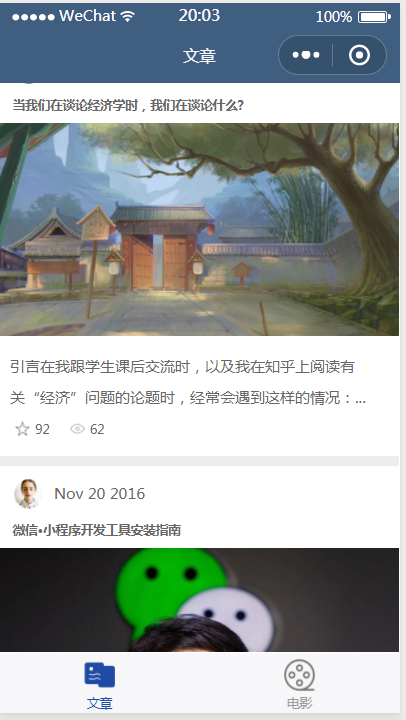 WeChat 20:03 100%
文章
当我们在谈论经济学时，我们在谈论什么?
引言在我跟学生课后交流时，以及我在知乎上阅读有
关“经济”问题的论题时，经常会遇到这样的情况：...
92 62
Nov 20 2016
微信•小程序开发工具安装指南
文章 电影